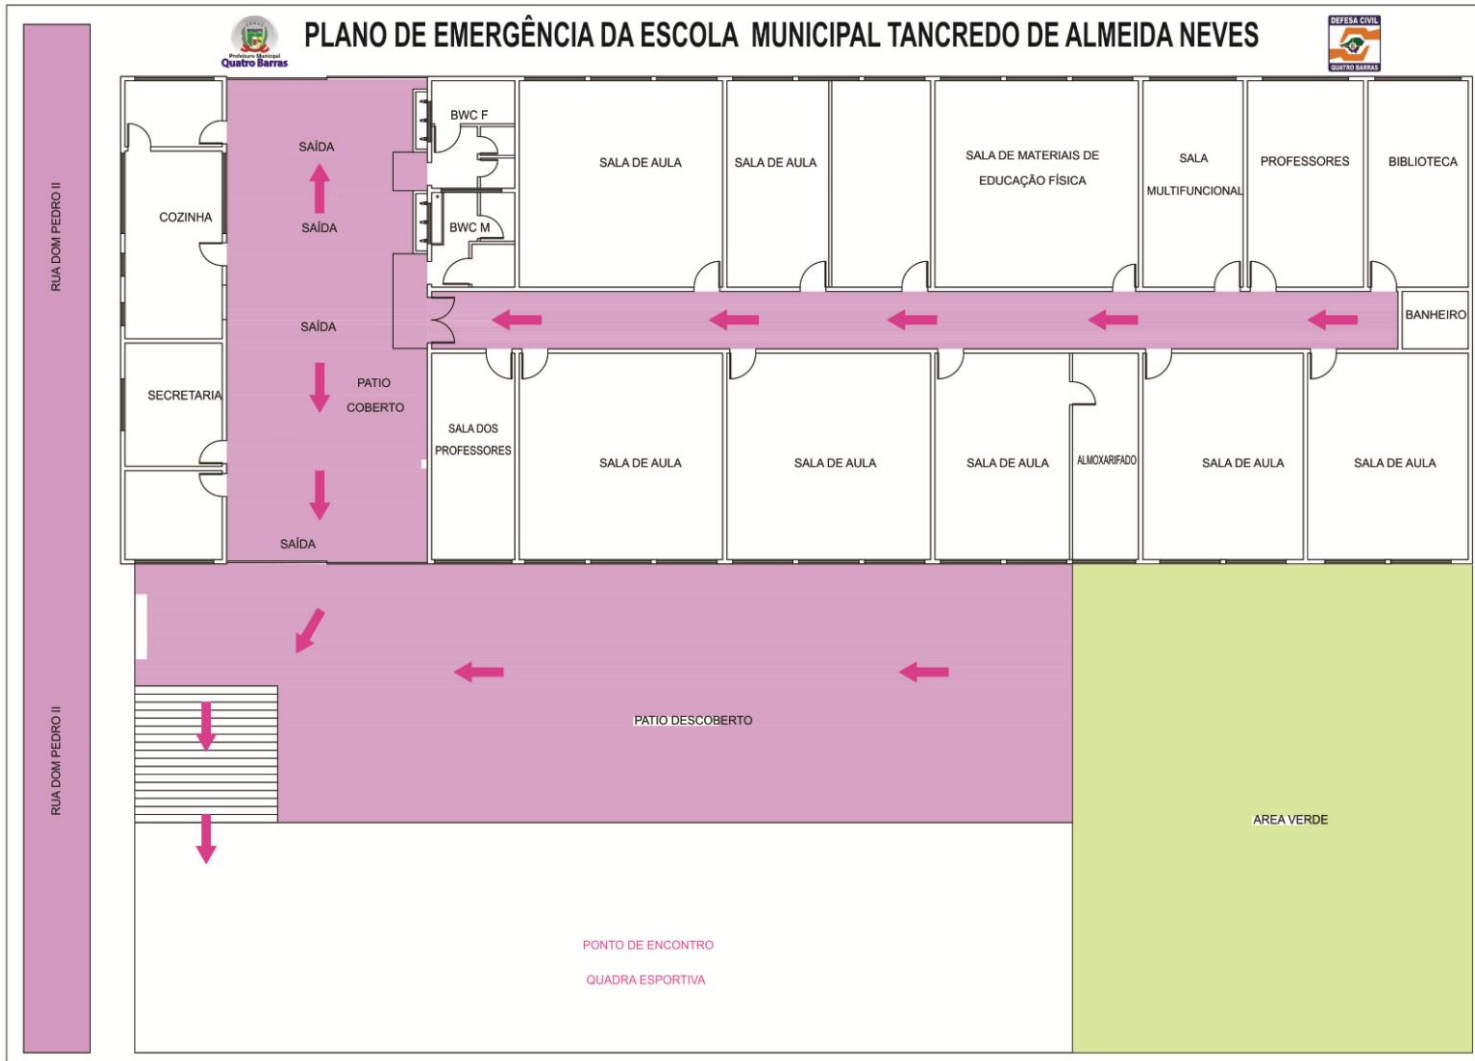 PLANO DE EMERGÊNCIA DA ESCOLA MUNICIPAL TANCREDO DE ALMEIDA NEVES
Prefeitura Municipal
Quatro Barras
DEFESA CIVIL
QUATRO BARRAS
RUA DOM PEDRO II
RUA DOM PEDRO II
COZINHA
SECRETARIA
SAÍDA
SAÍDA
SAÍDA
PATIO
COBERTO
SAÍDA
BWC F
BWC M
SALA DE AULA
SALA DE AULA
SALA DE MATERIAIS DE
EDUCAÇÃO FÍSICA
SALA
MULTIFUNCIONAL
PROFESSORES
BIBLIOTECA
BANHEIRO
SALA DOS
PROFESSORES
SALA DE AULA
SALA DE AULA
SALA DE AULA
ALMOXARIFADO
SALA DE AULA
SALA DE AULA
PATIO DESCOBERTO
AREA VERDE
PONTO DE ENCONTRO
QUADRA ESPORTIVA